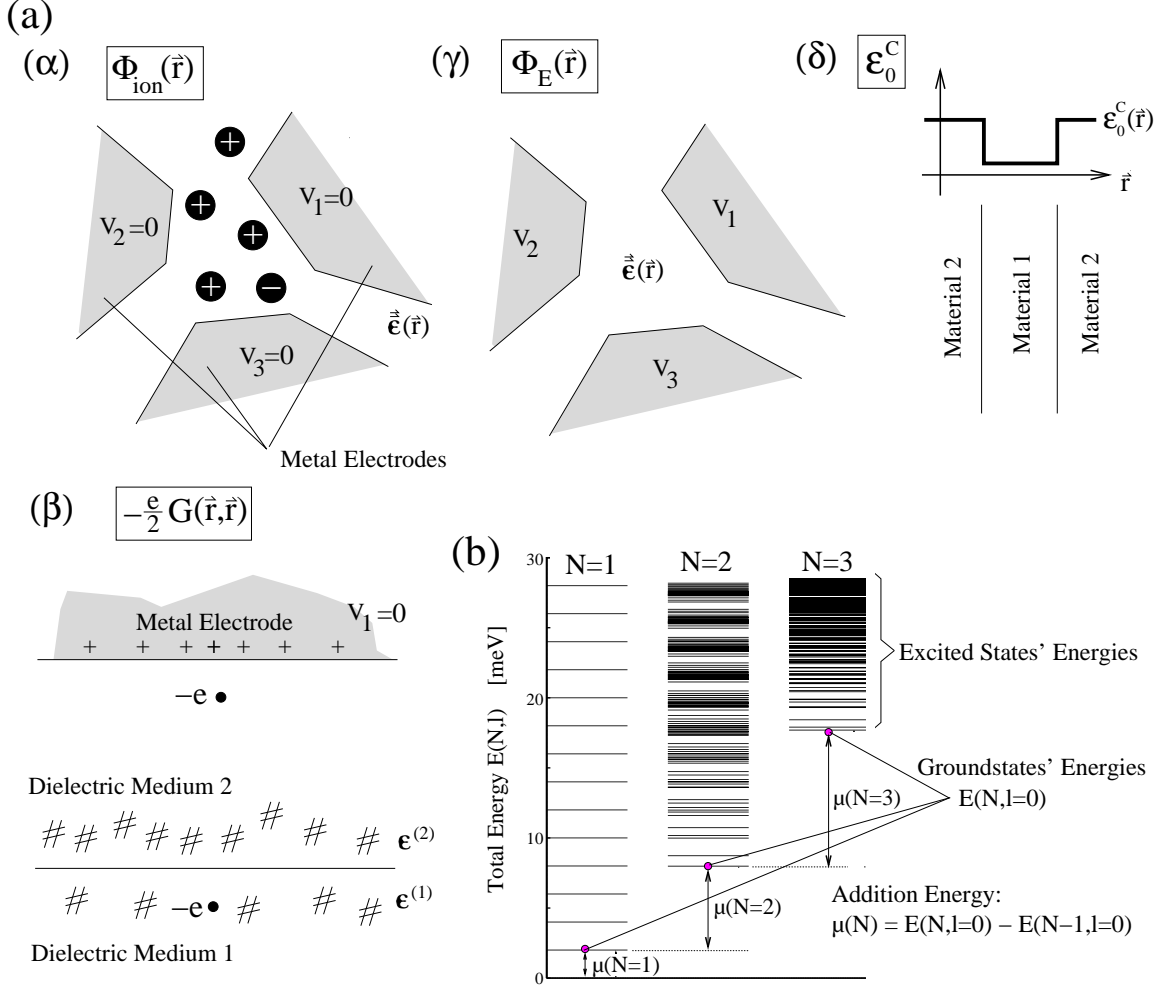 (a)
(α) Φ_ion(r⃗)
+
+
+
+
−
V₂=0
V₁=0
V₃=0
ε⃗⃗(r⃗)
Metal Electrodes
(γ) Φ_E(r⃗)
V₂
V₁
V₃
ε⃗⃗(r⃗)
(δ) ε₀ᶜ
ε₀ᶜ(r⃗)
r⃗
Material 2
Material 1
Material 2
(β) −e/2 G(r⃗,r⃗)
V₁=0
Metal Electrode
+ + + + + + +
−e
Dielectric Medium 2
# # # # # # # # #
ε⁽²⁾
# # # # #
ε⁽¹⁾
−e
Dielectric Medium 1
(b)
Total Energy E(N,l) [meV]
30
20
10
0
N=1
N=2
N=3
Excited States' Energies
Groundstates' Energies
E(N,l=0)
μ(N=3)
μ(N=2)
μ(N=1)
Addition Energy:
μ(N) = E(N,l=0) − E(N−1,l=0)